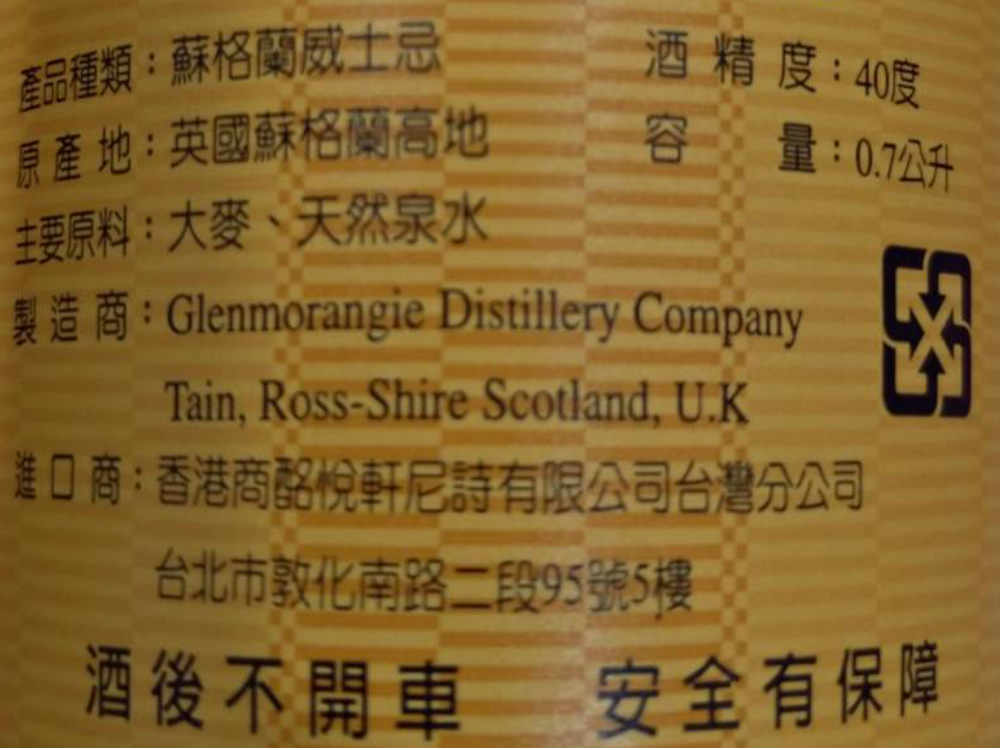 產品種類：蘇格蘭威士忌 酒精度：40度
原產地：英國蘇格蘭高地 容量：0.7公升
主要原料：大麥、天然泉水
製造商：Glenmorangie Distillery Company
Tain, Ross-Shire Scotland, U.K
進口商：香港商酩悅軒尼詩有限公司台灣分公司
台北市敦化南路二段95號5樓
酒後不開車 安全有保障